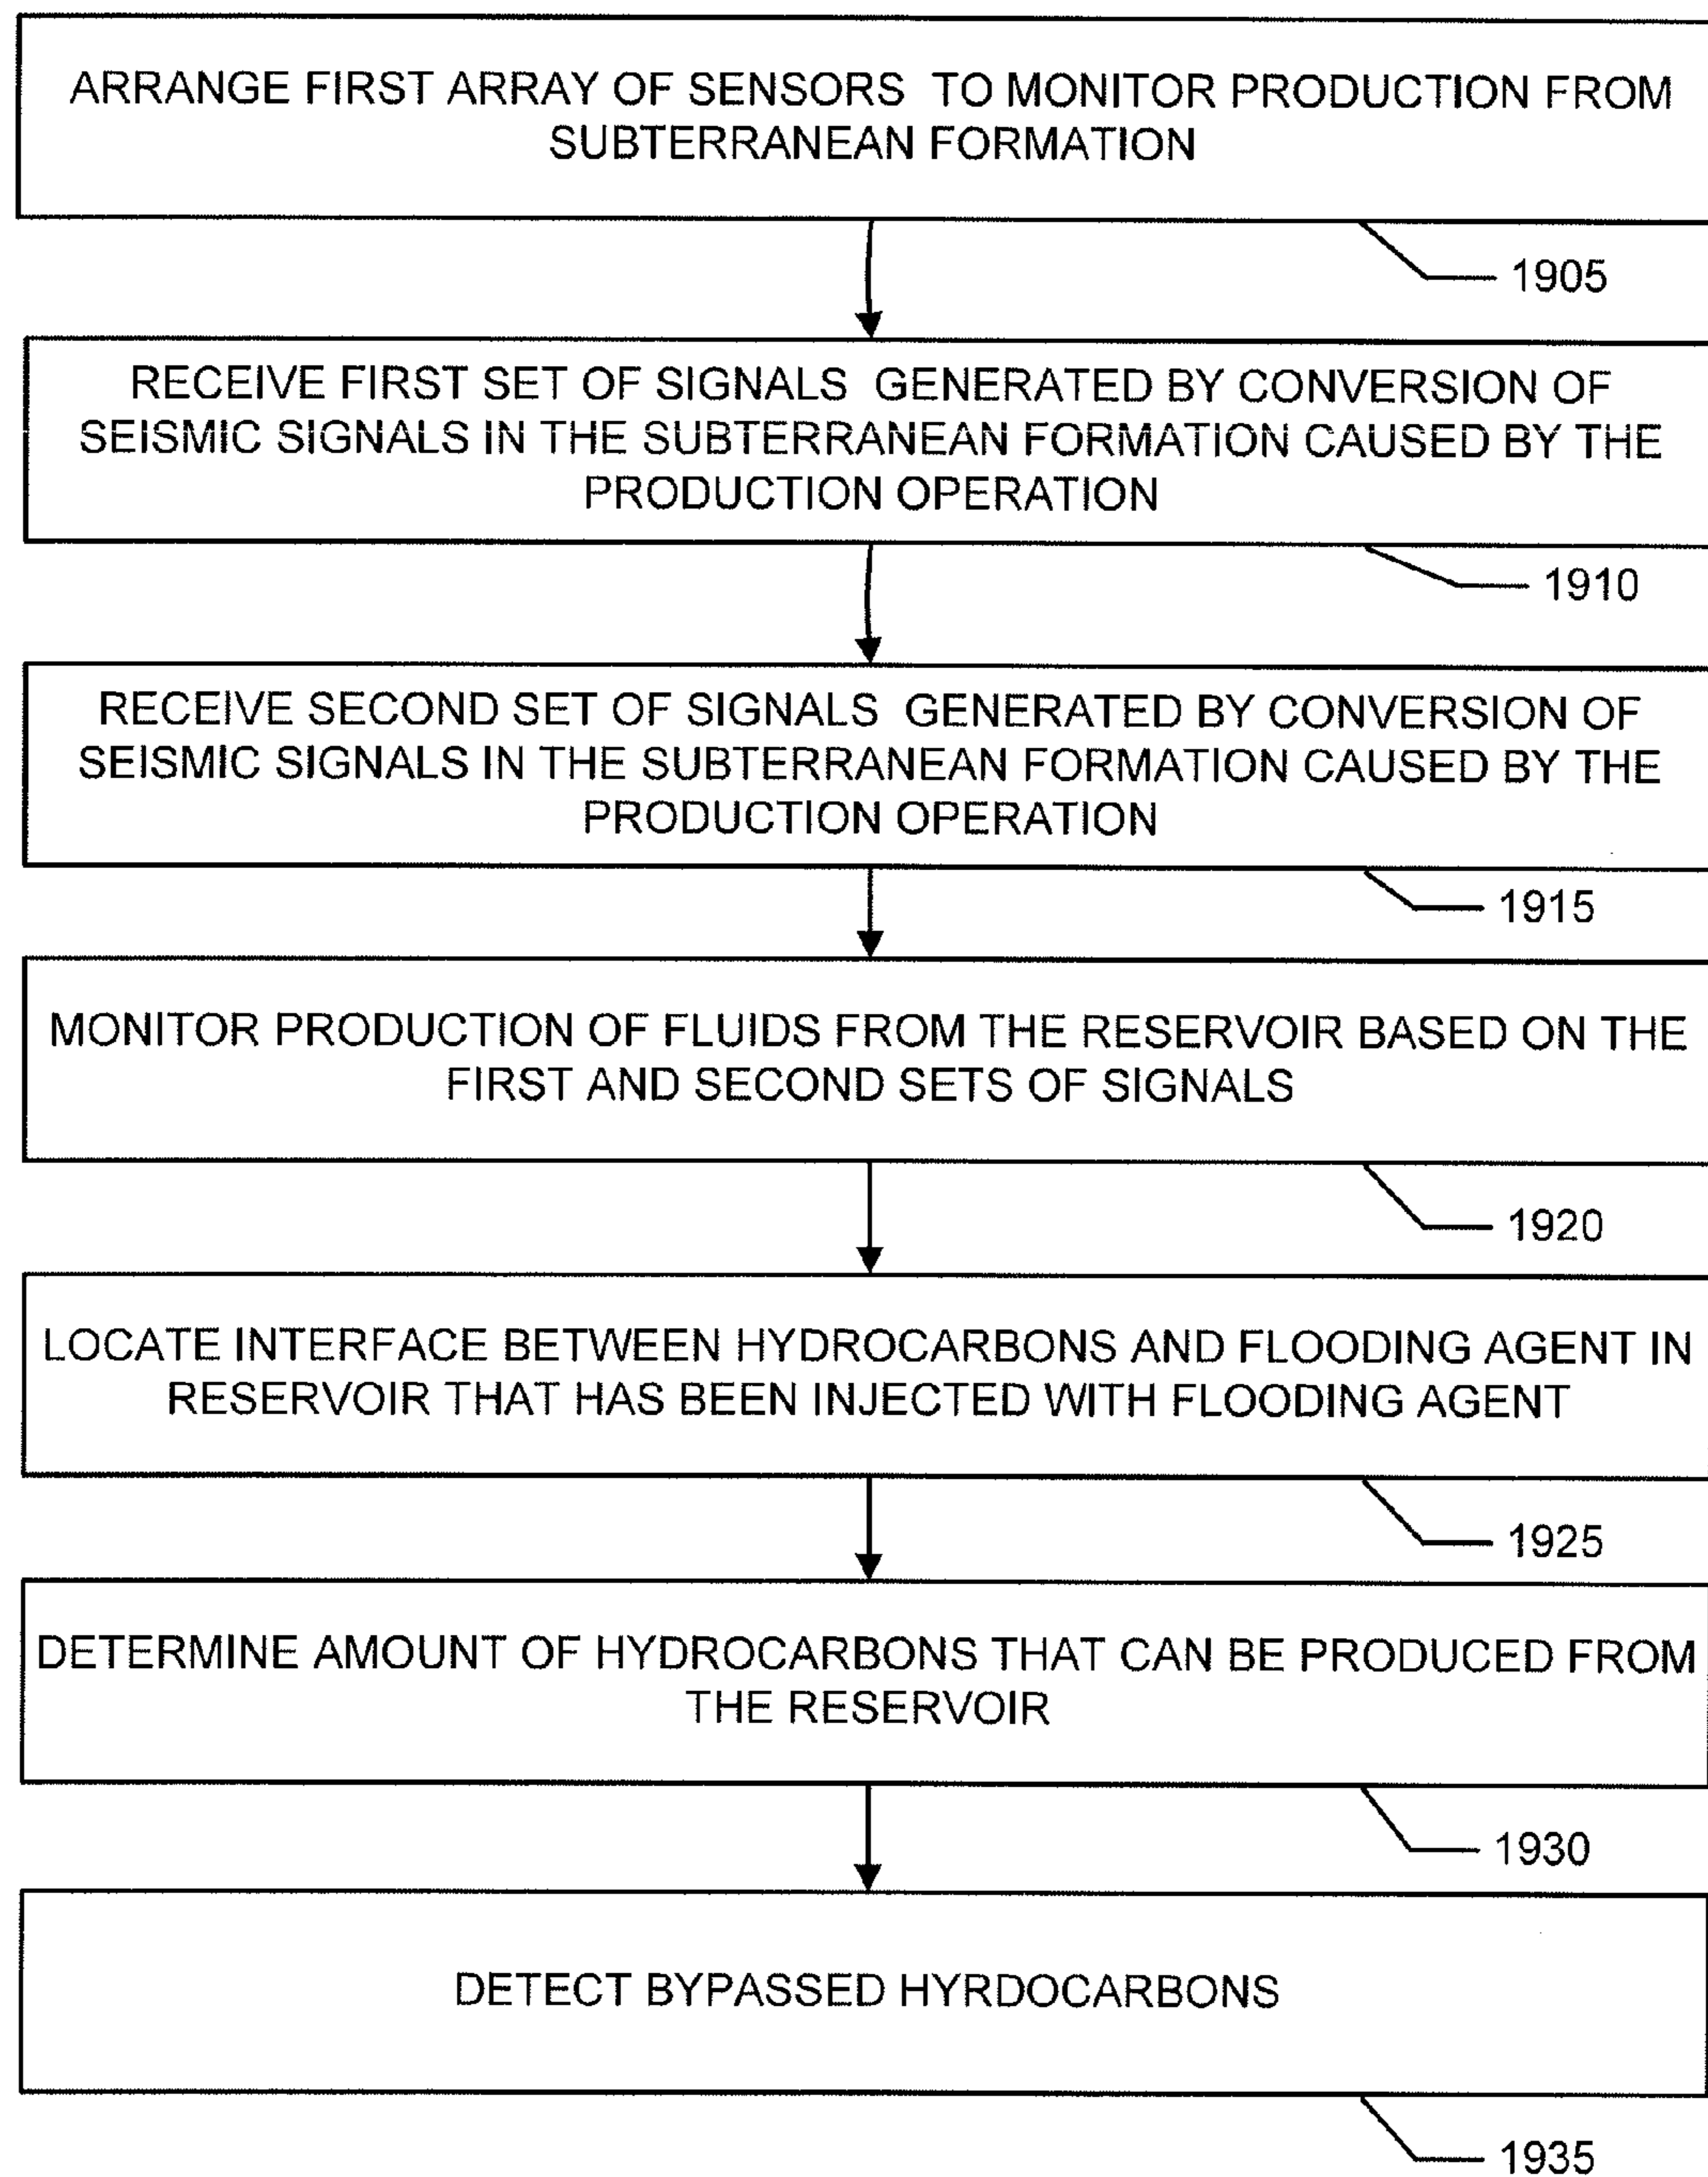 ARRANGE FIRST ARRAY OF SENSORS TO MONITOR PRODUCTION FROM
SUBTERRANEAN FORMATION
1905
RECEIVE FIRST SET OF SIGNALS GENERATED BY CONVERSION OF
SEISMIC SIGNALS IN THE SUBTERRANEAN FORMATION CAUSED BY THE
PRODUCTION OPERATION
1910
RECEIVE SECOND SET OF SIGNALS GENERATED BY CONVERSION OF
SEISMIC SIGNALS IN THE SUBTERRANEAN FORMATION CAUSED BY THE
PRODUCTION OPERATION
1915
MONITOR PRODUCTION OF FLUIDS FROM THE RESERVOIR BASED ON THE
FIRST AND SECOND SETS OF SIGNALS
1920
LOCATE INTERFACE BETWEEN HYDROCARBONS AND FLOODING AGENT IN
RESERVOIR THAT HAS BEEN INJECTED WITH FLOODING AGENT
1925
DETERMINE AMOUNT OF HYDROCARBONS THAT CAN BE PRODUCED FROM
THE RESERVOIR
1930
DETECT BYPASSED HYRDOCARBONS
1935